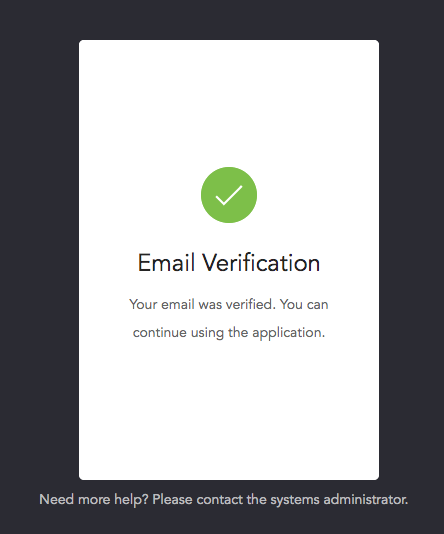 Email Verification
Your email was verified. You can
continue using the application.
Need more help? Please contact the systems administrator.